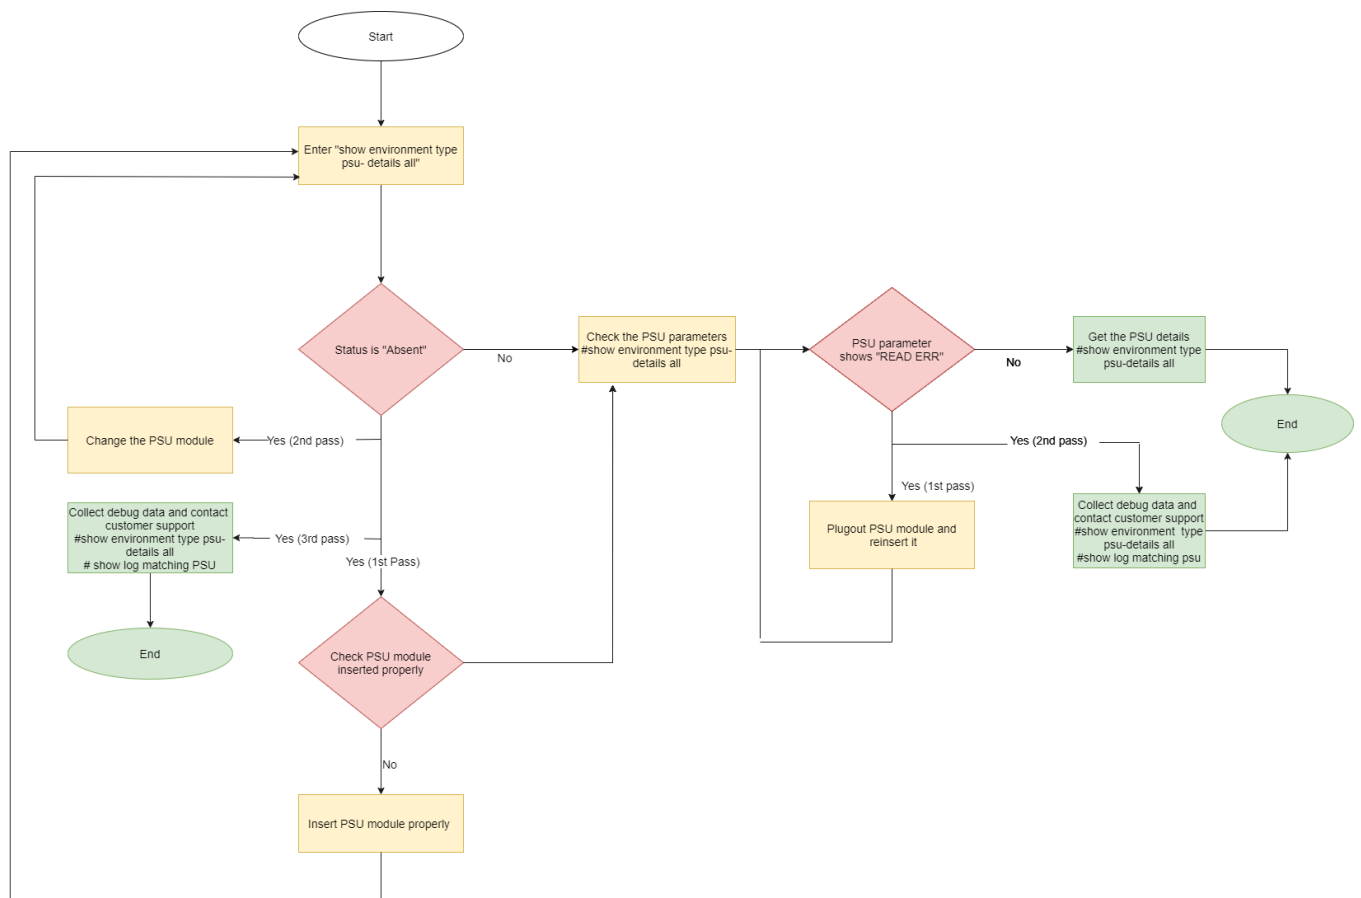 Start
Enter "show environment type
psu- details all"
Status is "Absent"
No
Check the PSU parameters
#show environment type psu-
details all
PSU parameter
shows "READ ERR"
No
Get the PSU details
#show environment type
psu-details all
End
Change the PSU module
Yes (2nd pass)
Yes (2nd pass)
Yes (1st pass)
Collect debug data and contact
customer support
#show environment type psu-
details all
# show log matching PSU
Yes (3rd pass)
Yes (1st Pass)
Plugout PSU module and
reinsert it
Collect debug data and
contact customer support
#show environment  type
psu-details all
#show log matching psu
End
Check PSU module
inserted properly
No
Insert PSU module properly